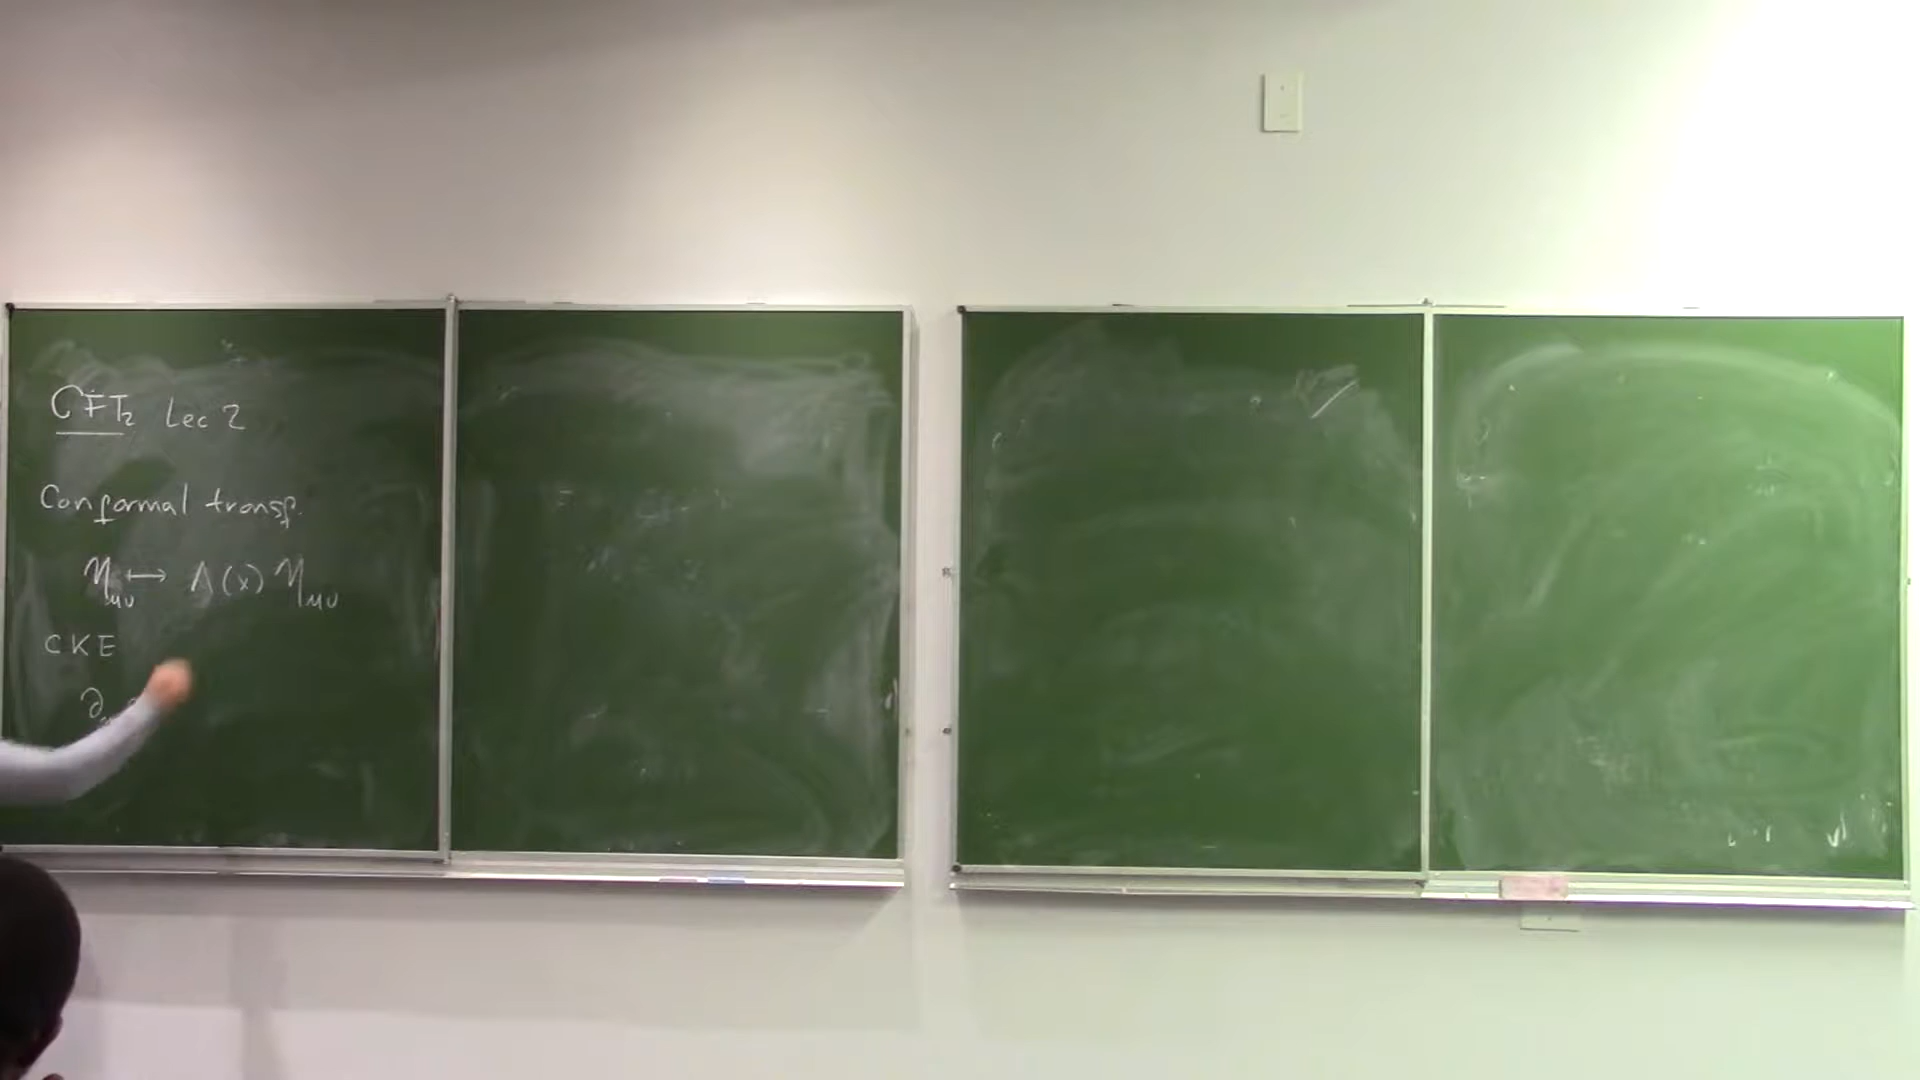 CFT₂ Lec 2
Conformal transf.
η_μν ↦ Λ(x) η_μν
CKE
∂